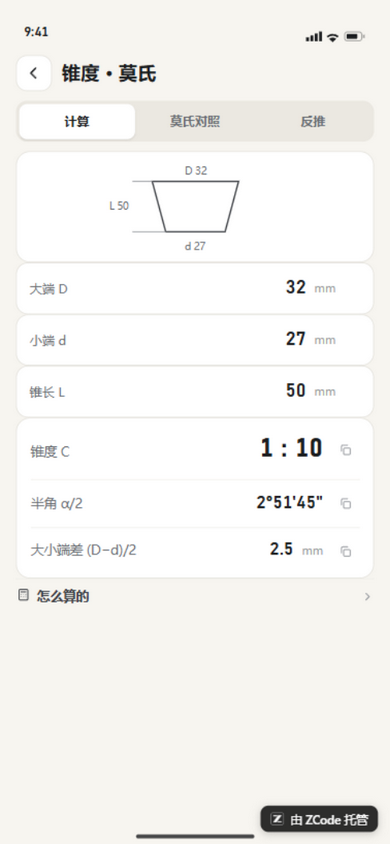 9:41
锥度・莫氏
计算 莫氏对照 反推
D 32
L 50
d 27
大端 D 32 mm
小端 d 27 mm
锥长 L 50 mm
锥度 C 1 : 10
半角 α/2 2°51'45"
大小端差 (D−d)/2 2.5 mm
怎么算的
由 ZCode 托管